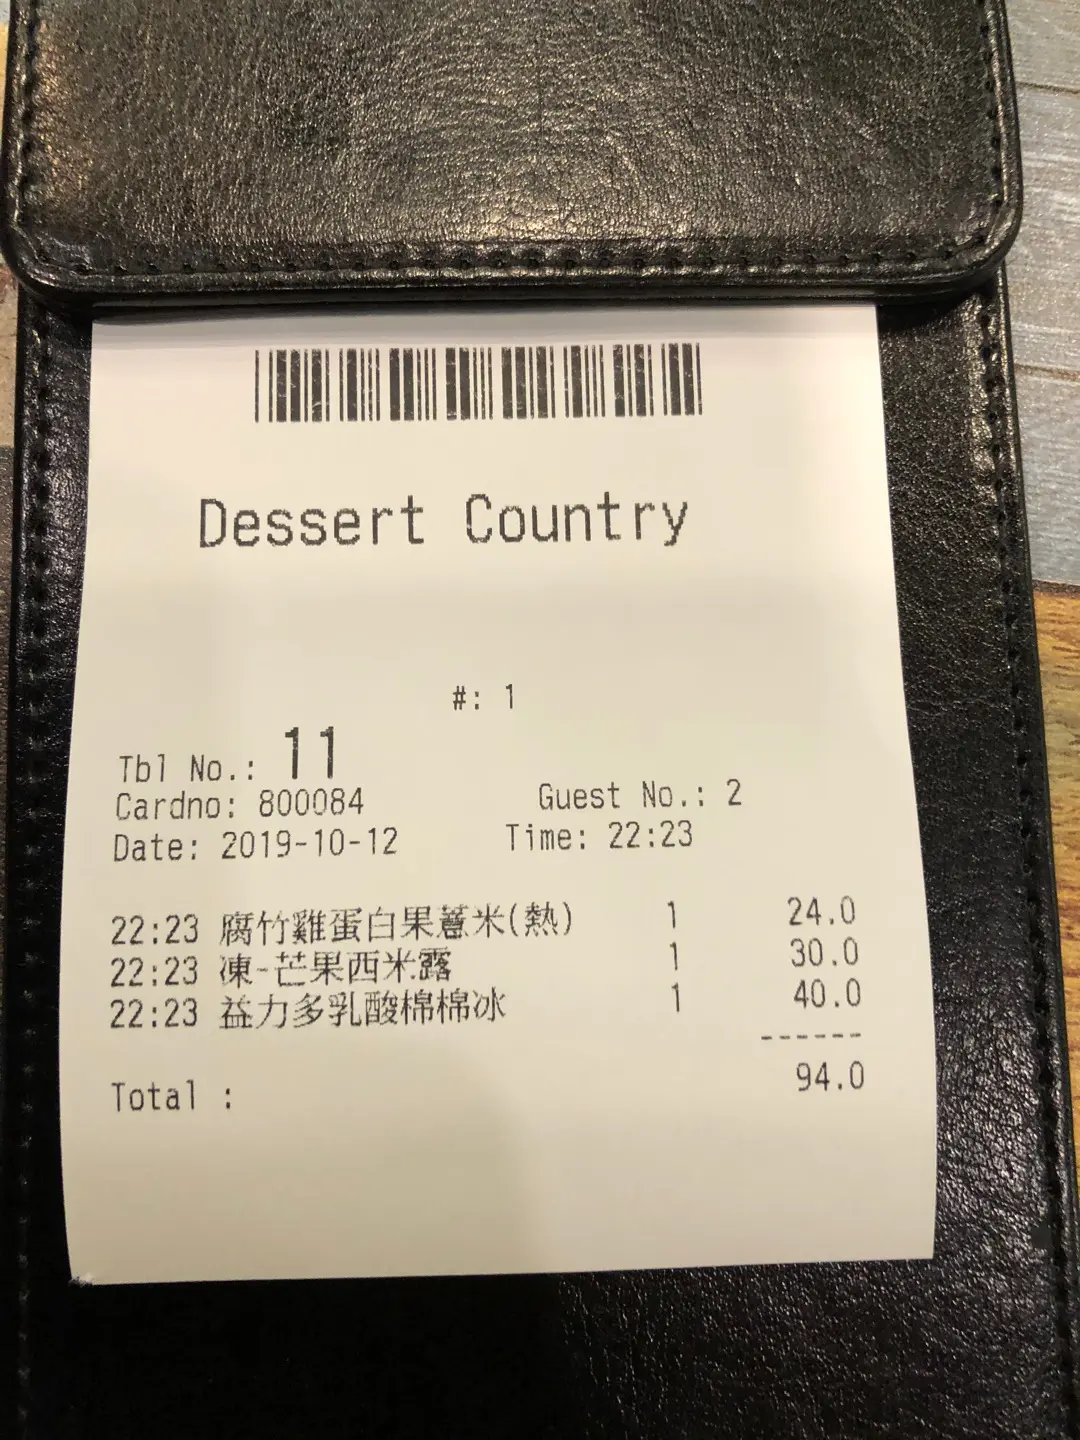 Dessert Country
#: 1
Tbl No.: 11
Cardno: 800084 Guest No.: 2
Date: 2019-10-12 Time: 22:23
22:23 腐竹雞蛋白果薏米(熱) 1 24.0
22:23 凍-芒果西米露 1 30.0
22:23 益力多乳酸棉棉冰 1 40.0
------
Total : 94.0